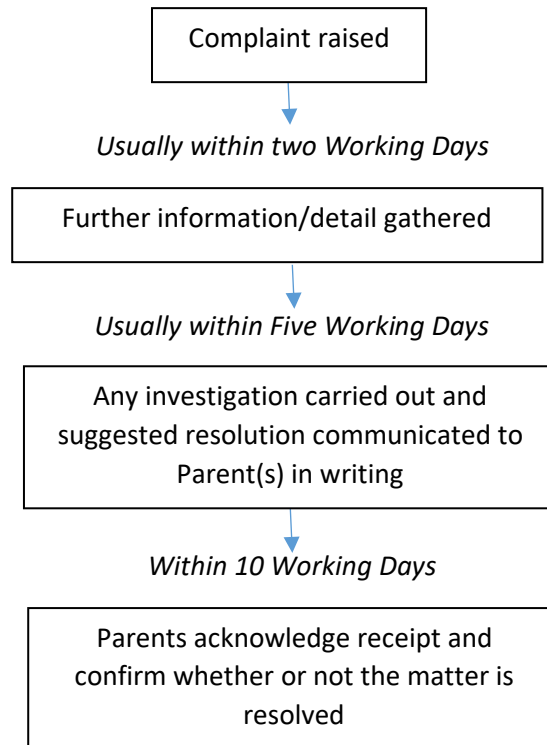 Complaint raised
Usually within two Working Days
Further information/detail gathered
Usually within Five Working Days
Any investigation carried out and
suggested resolution communicated to
Parent(s) in writing
Within 10 Working Days
Parents acknowledge receipt and
confirm whether or not the matter is
resolved